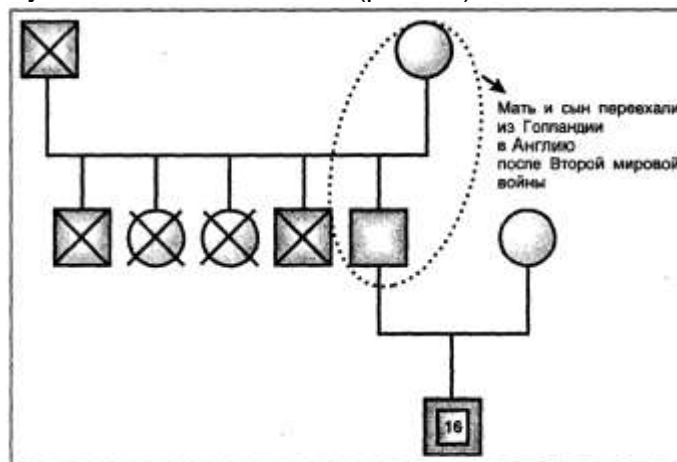 Мать и сын переехали
из Голландии
в Англию
после Второй мировой
войны
16